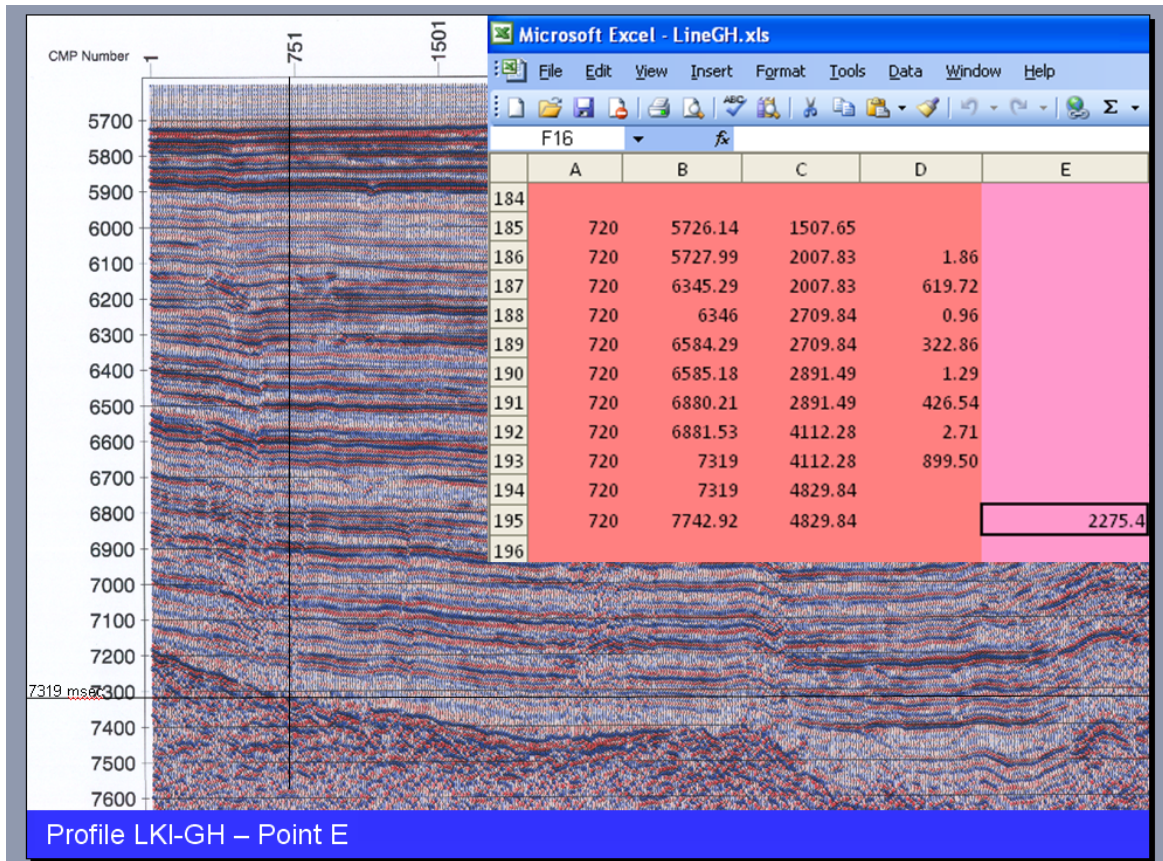 CMP Number 1 751 1501
5700
5800
5900
6000
6100
6200
6300
6400
6500
6600
6700
6800
6900
7000
7100
7200
7319 msec 7300
7400
7500
7600
Microsoft Excel - LineGH.xls
File Edit View Insert Format Tools Data Window Help
ABC Σ
F16 fx
A B C D E
184
185 720 5726.14 1507.65
186 720 5727.99 2007.83 1.86
187 720 6345.29 2007.83 619.72
188 720 6346 2709.84 0.96
189 720 6584.29 2709.84 322.86
190 720 6585.18 2891.49 1.29
191 720 6880.21 2891.49 426.54
192 720 6881.53 4112.28 2.71
193 720 7319 4112.28 899.50
194 720 7319 4829.84
195 720 7742.92 4829.84 2275.4
196
Profile LKI-GH – Point E